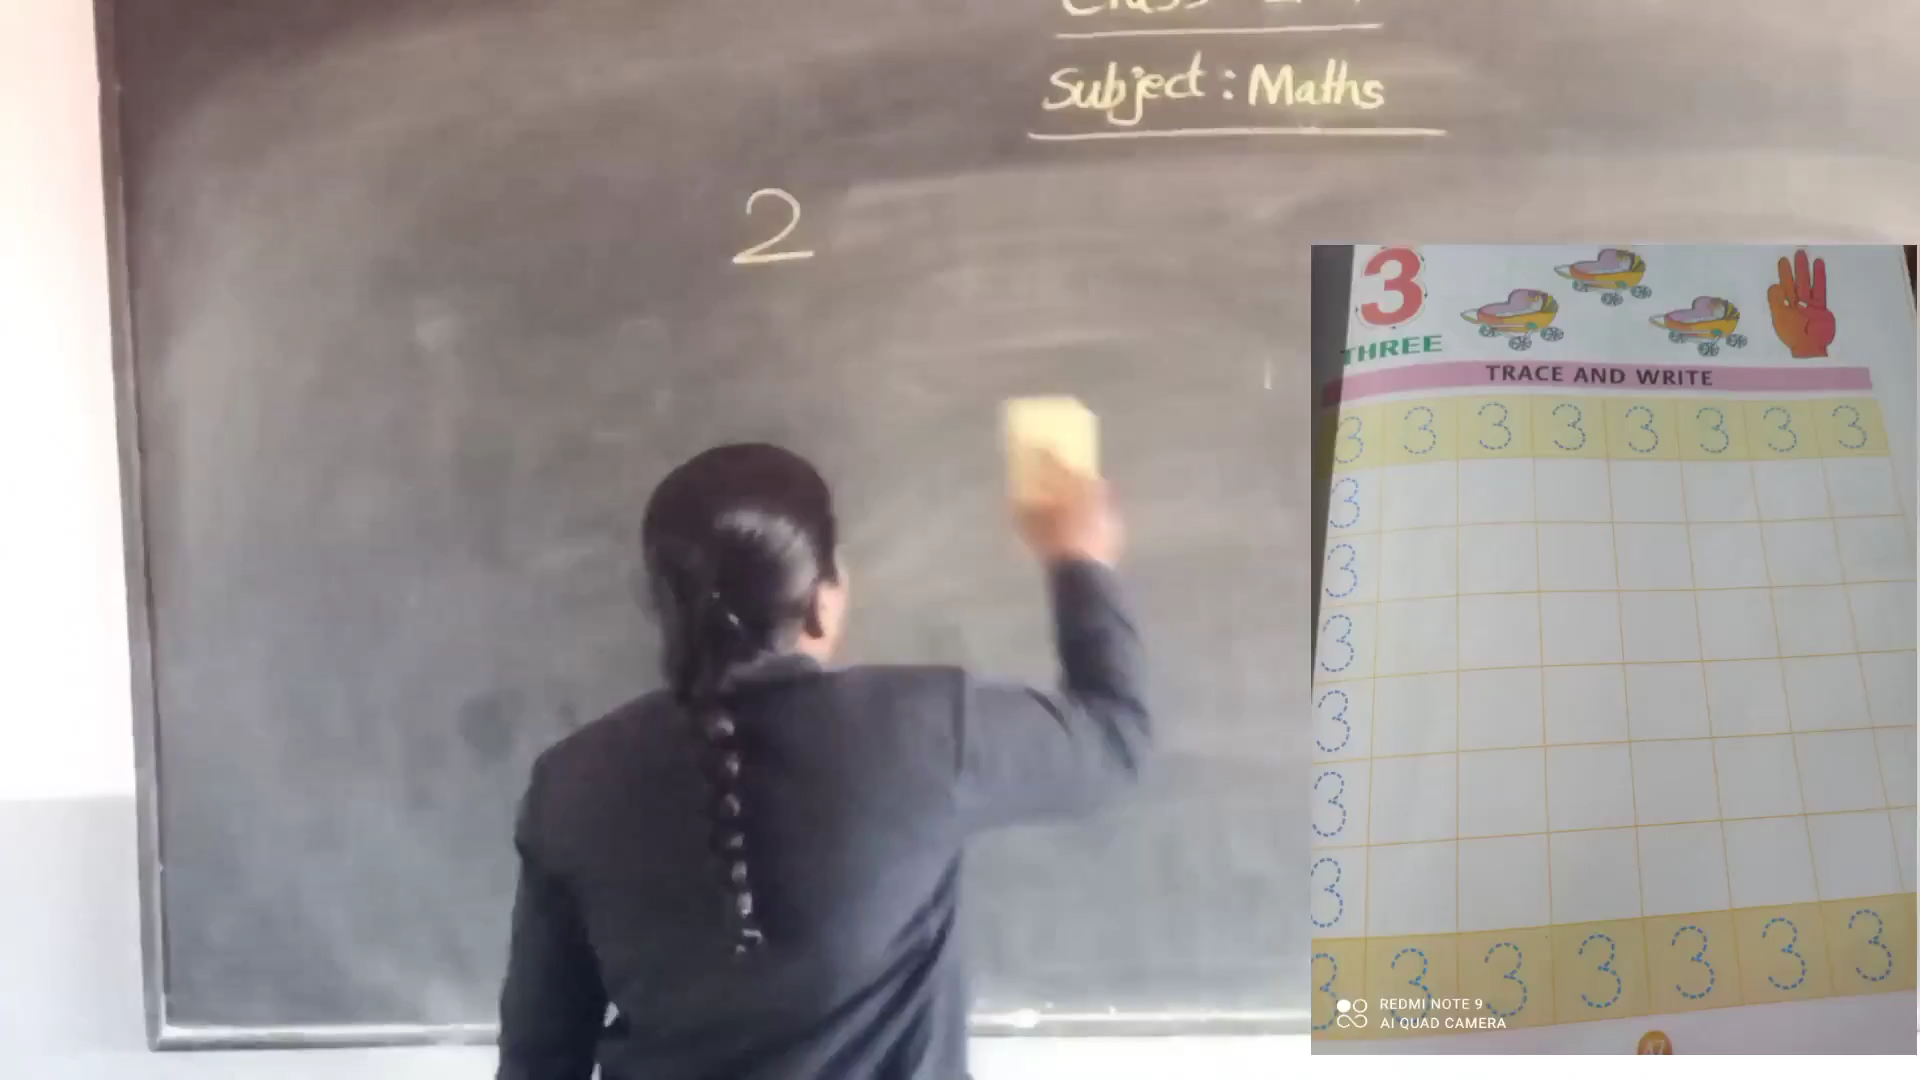 Class
Subject : Maths
2
3
THREE
TRACE AND WRITE
3 3 3 3 3 3 3 3
3
3
3
3
3
3
3 3 3 3 3 3 3
REDMI NOTE 9
AI QUAD CAMERA